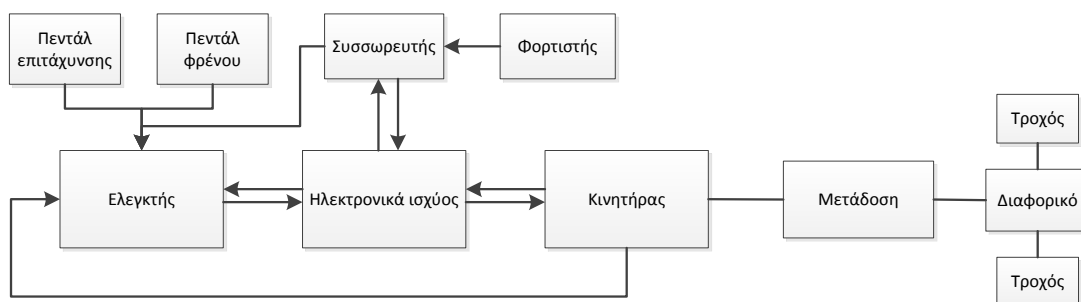 Πεντάλ
επιτάχυνσης
Πεντάλ
φρένου
Συσσωρευτής
Φορτιστής
Τροχός
Ελεγκτής
Ηλεκτρονικά ισχύος
Κινητήρας
Μετάδοση
Διαφορικό
Τροχός